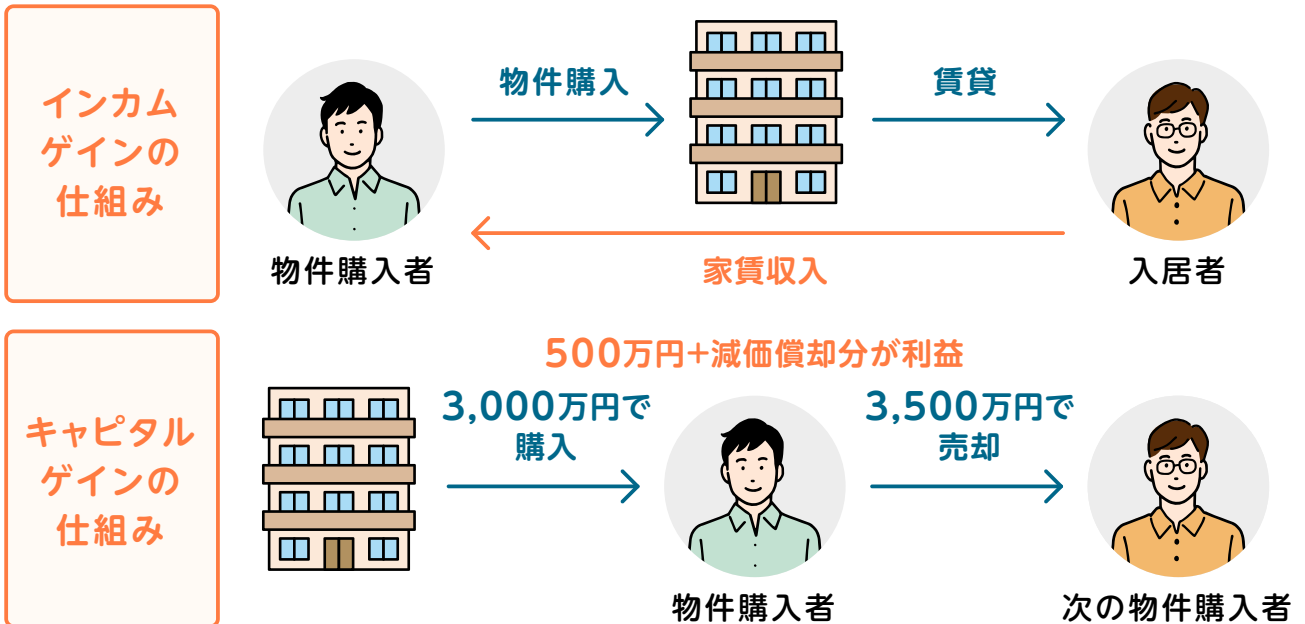 インカム
ゲインの
仕組み
物件購入
賃貸
家賃収入
物件購入者
入居者
キャピタル
ゲインの
仕組み
500万円+減価償却分が利益
3,000万円で
購入
3,500万円で
売却
物件購入者
次の物件購入者